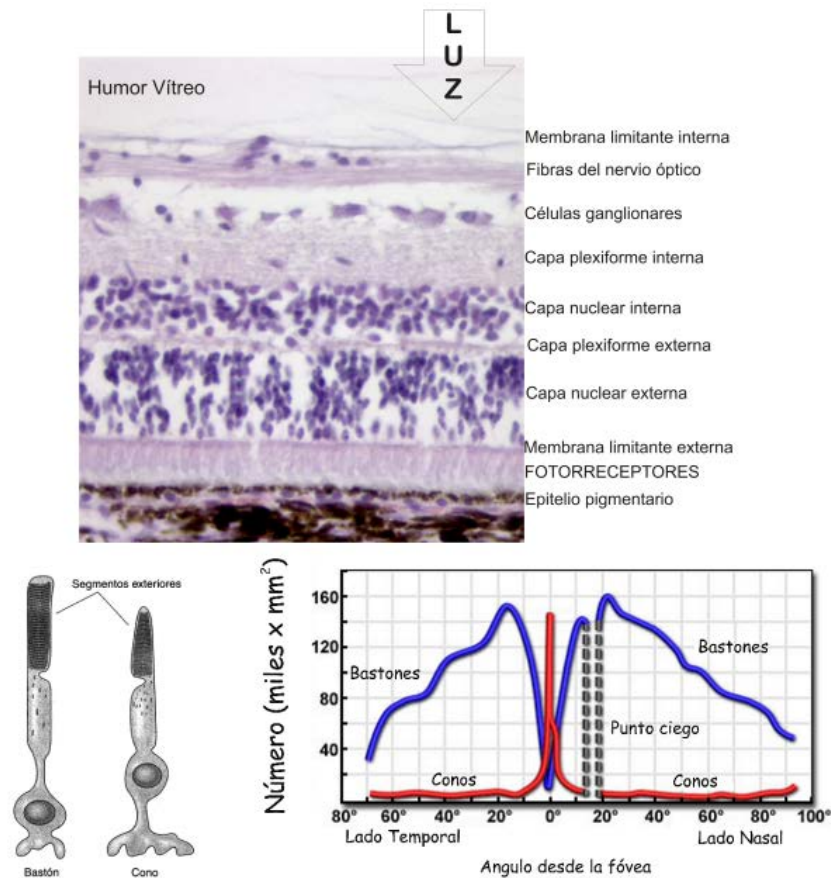 LUZ
Humor Vítreo
Membrana limitante interna
Fibras del nervio óptico
Células ganglionares
Capa plexiforme interna
Capa nuclear interna
Capa plexiforme externa
Capa nuclear externa
Membrana limitante externa
FOTORRECEPTORES
Epitelio pigmentario
Segmentos exteriores
Bastón
Cono
Número (miles x mm²)
160
120
80
40
Bastones
Bastones
Punto ciego
Conos
Conos
80° 60° 40° 20° 0° 20° 40° 60° 80° 100°
Lado Temporal
Lado Nasal
Angulo desde la fóvea